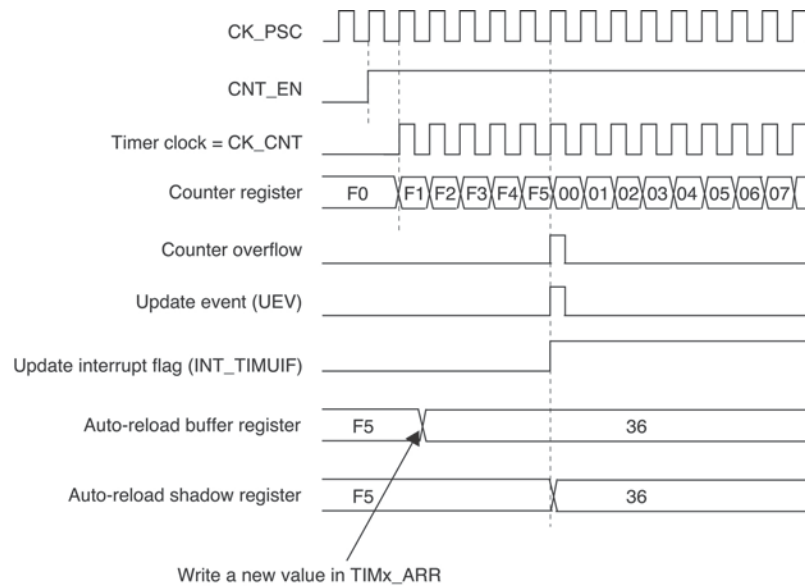 CK_PSC
CNT_EN
Timer clock = CK_CNT
Counter register F0 F1 F2 F3 F4 F5 00 01 02 03 04 05 06 07
Counter overflow
Update event (UEV)
Update interrupt flag (INT_TIMUIF)
Auto-reload buffer register F5 36
Auto-reload shadow register F5 36
Write a new value in TIMx_ARR